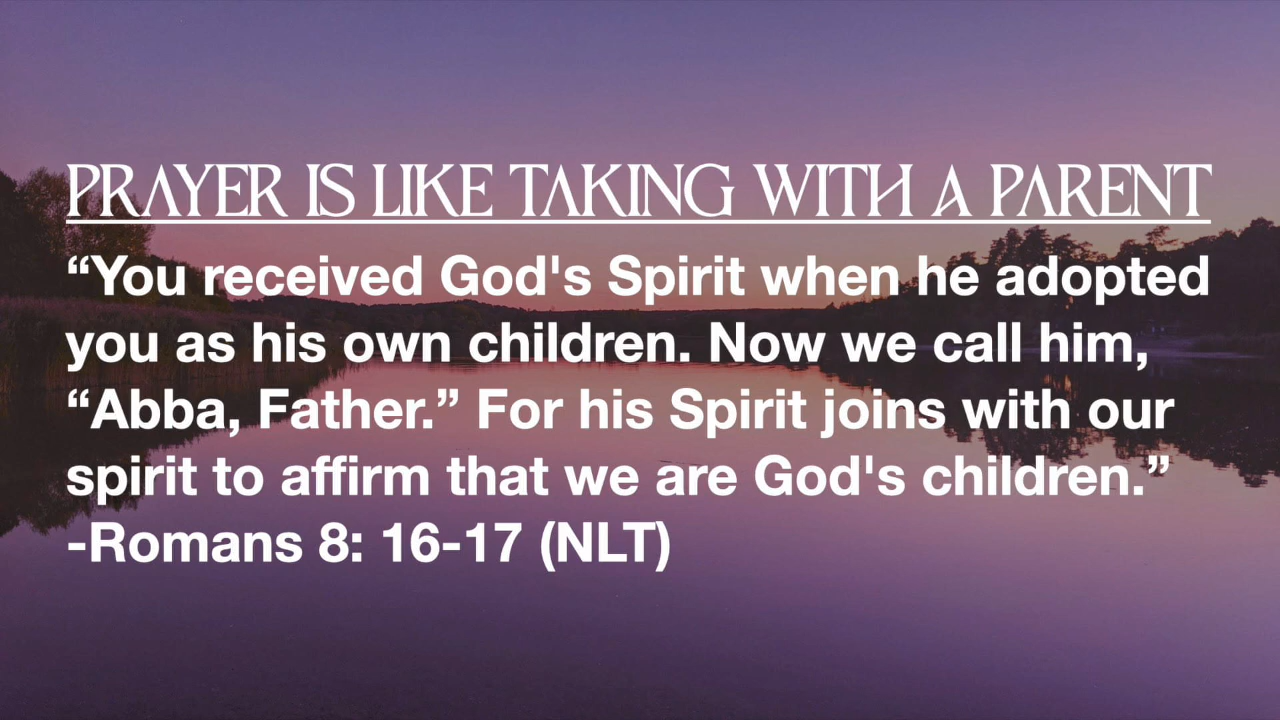 PRAYER IS LIKE TAKING WITH A PARENT
“You received God's Spirit when he adopted
you as his own children. Now we call him,
“Abba, Father.” For his Spirit joins with our
spirit to affirm that we are God's children.”
-Romans 8: 16-17 (NLT)